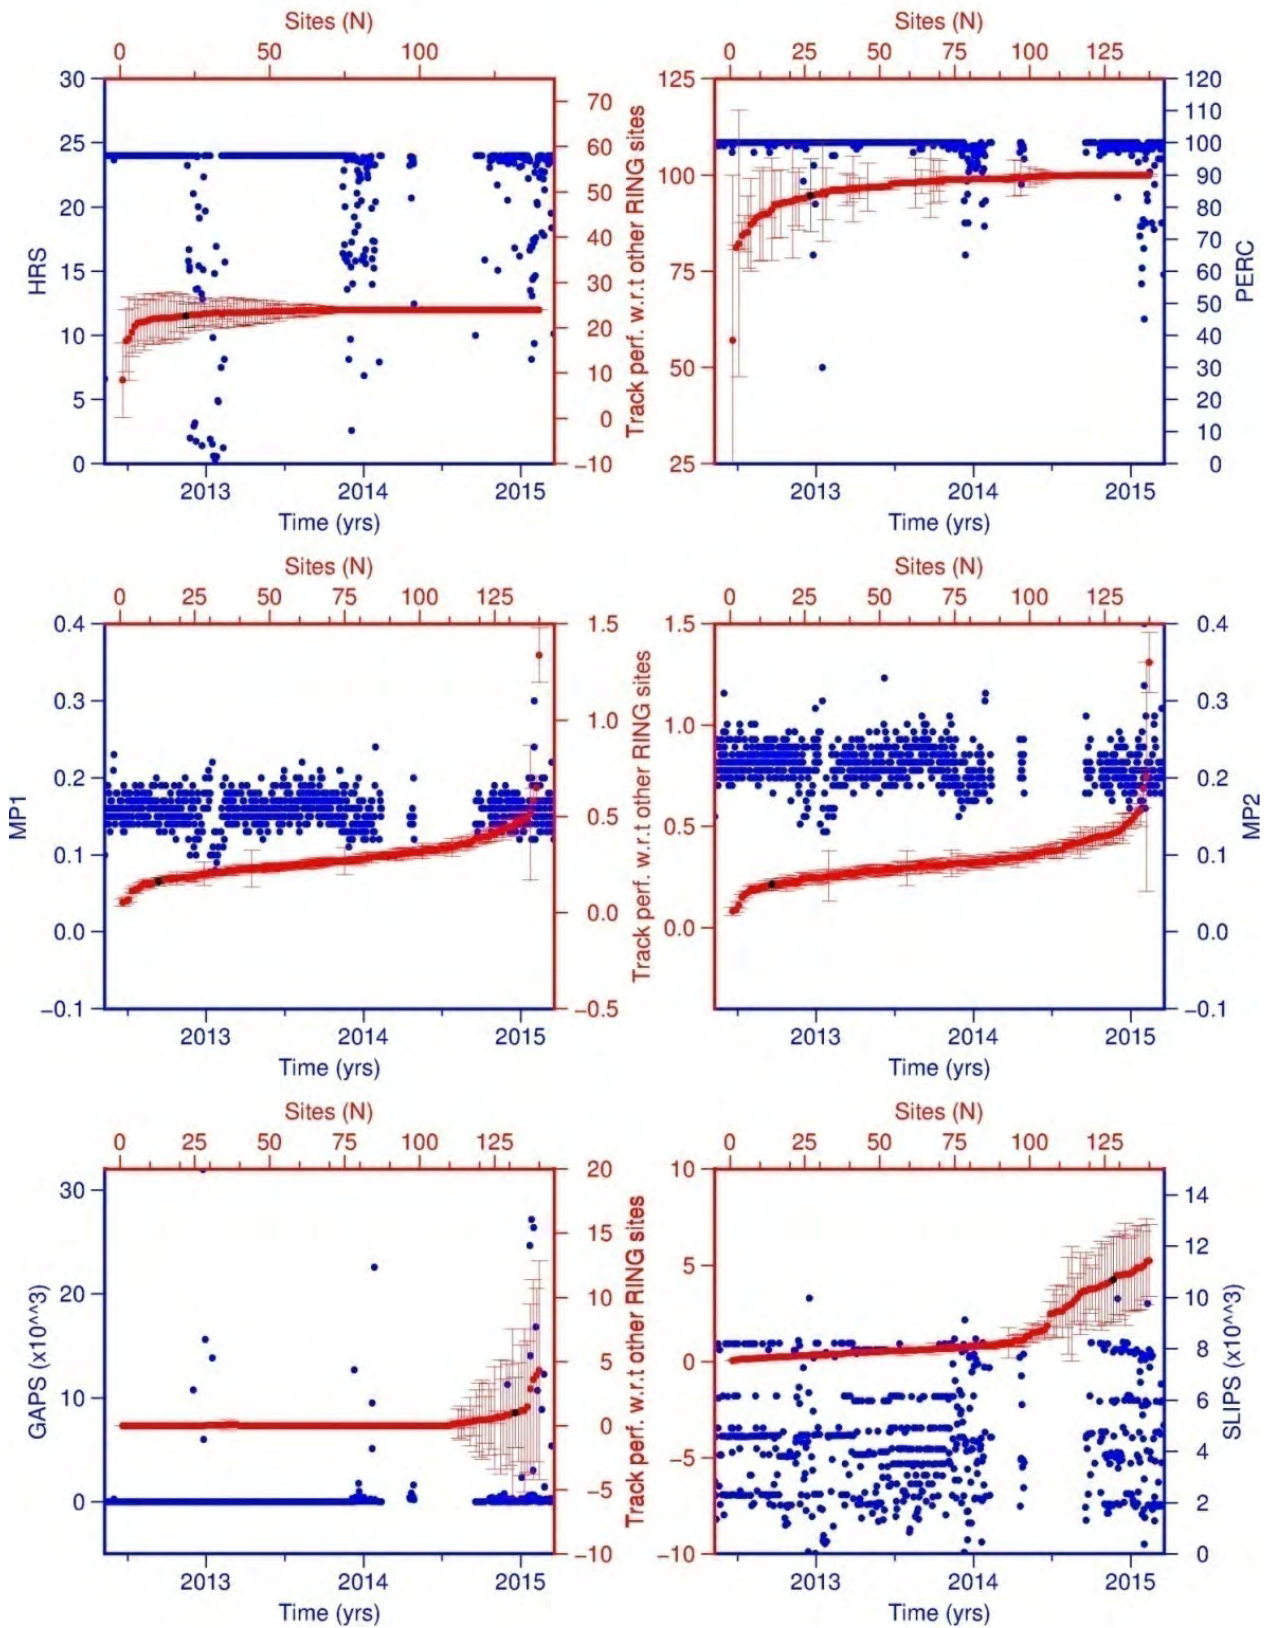 Sites (N) Sites (N)
0 50 100 0 25 50 75 100 125
30 70 125 120
60 110
25 100 100
50 90
20 80
HRS 40 Track perf. w.r.t other RING sites 70 PERC
15 30 75 60
20 50
10 10 50 40
30
5 0 20
10
0 −10 25 0
2013 2014 2015 2013 2014 2015
Time (yrs) Time (yrs)
Sites (N) Sites (N)
0 25 50 75 100 125 0 25 50 75 100 125
0.4 1.5 1.5 0.4
0.3 1.0 1.0 0.3
0.2 0.2
MP1 0.5 Track perf. w.r.t other RING sites 0.5 MP2
0.1 0.1
0.0 0.0 0.0 0.0
−0.1 −0.5 −0.1
2013 2014 2015 2013 2014 2015
Time (yrs) Time (yrs)
Sites (N) Sites (N)
0 25 50 75 100 125 0 25 50 75 100 125
30 20 10 14
15 12
20 10 5 10
GAPS (x10^^3) 5 Track perf. w.r.t other RING sites 0 8 SLIPS (x10^^3)
10 0 6
−5 4
0 −5 2
−10 −10 0
2013 2014 2015 2013 2014 2015
Time (yrs) Time (yrs)